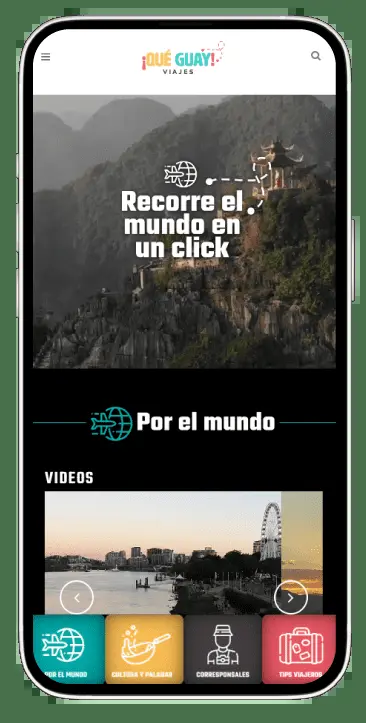 ¡QUÉ GUAY!
VIAJES
Recorre el
mundo en
un click
Por el mundo
VIDEOS
POR EL MUNDO
CULTURA Y PALADAR
CORRESPONSALES
TIPS VIAJEROS